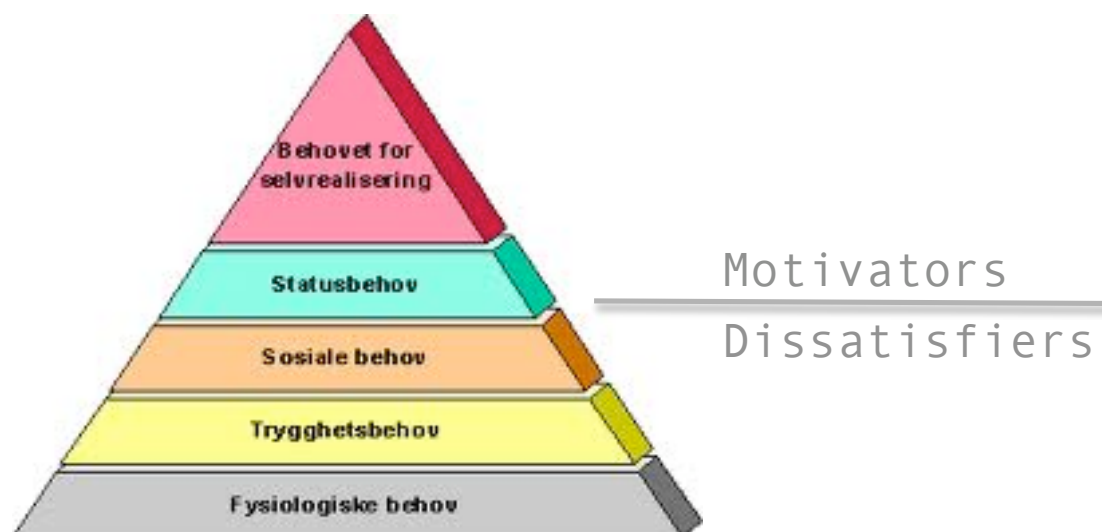 Behovet for
selvrealisering
Statusbehov
Sosiale behov
Trygghetsbehov
Fysiologiske behov
Motivators
Dissatisfiers